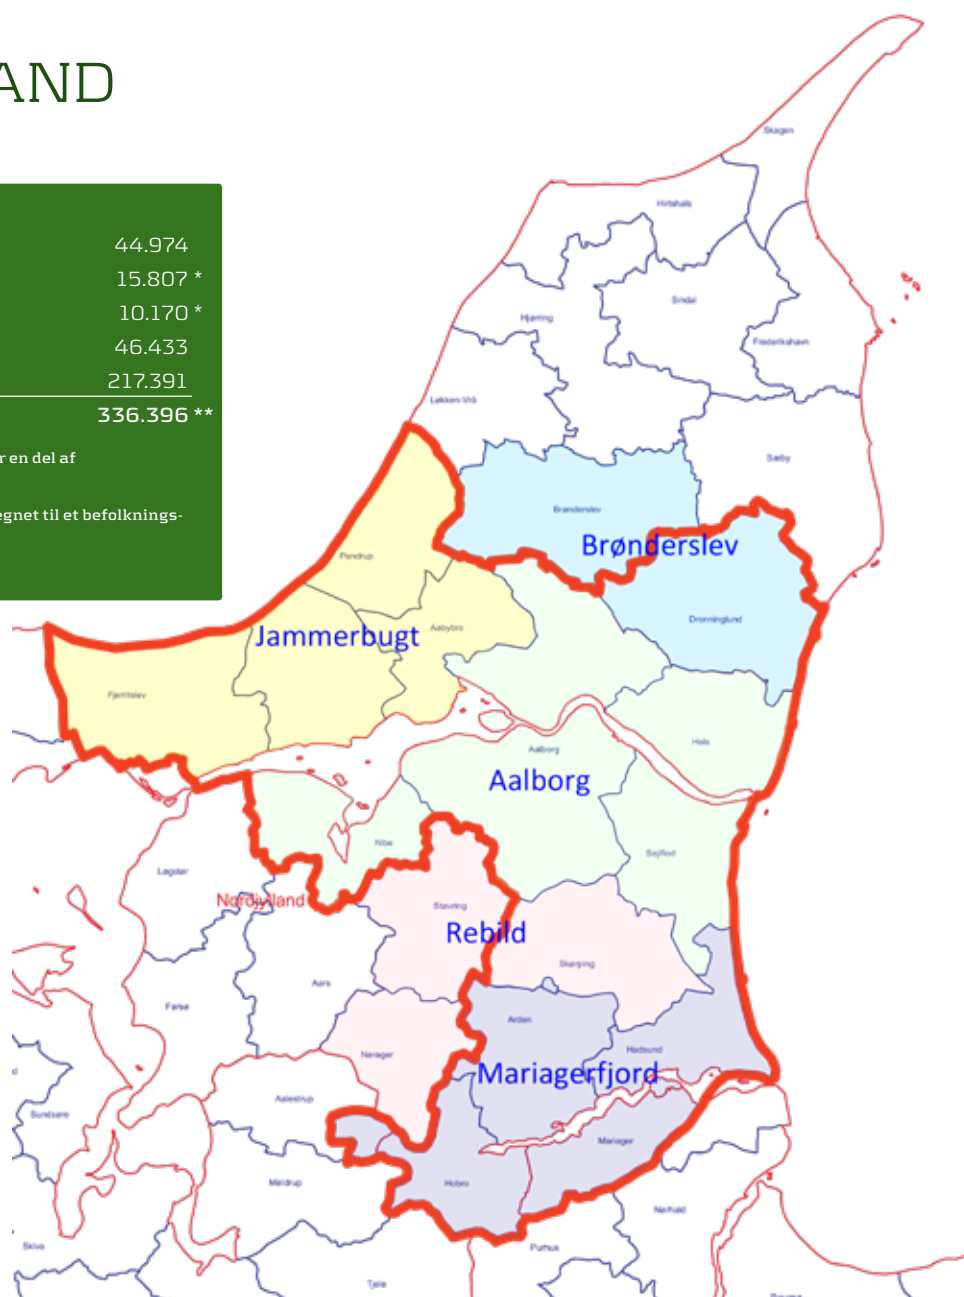 AND
44.974
15.807 *
10.170 *
46.433
217.391
336.396 **
r en del af
egnet til et befolknings-
Skagen
Hirtshals
Sindal
Hjørring
Frederikshavn
Løkken-Vrå
Sæby
Brønderslev
Brønderslev
Pandrup
Dronninglund
Aabybro
Jammerbugt
Fjerritslev
Hals
Aalborg
Aalborg
Nibe
Sejlflod
Løgstør
Nordjylland
Støvring
Rebild
Skørping
Aars
Farsø
Arden
Nørager
Hadsund
Mariagerfjord
Aalestrup
Sundsøre
Mariager
Møldrup
Hobro
Nørhald
Skive
Purhus
Tjele